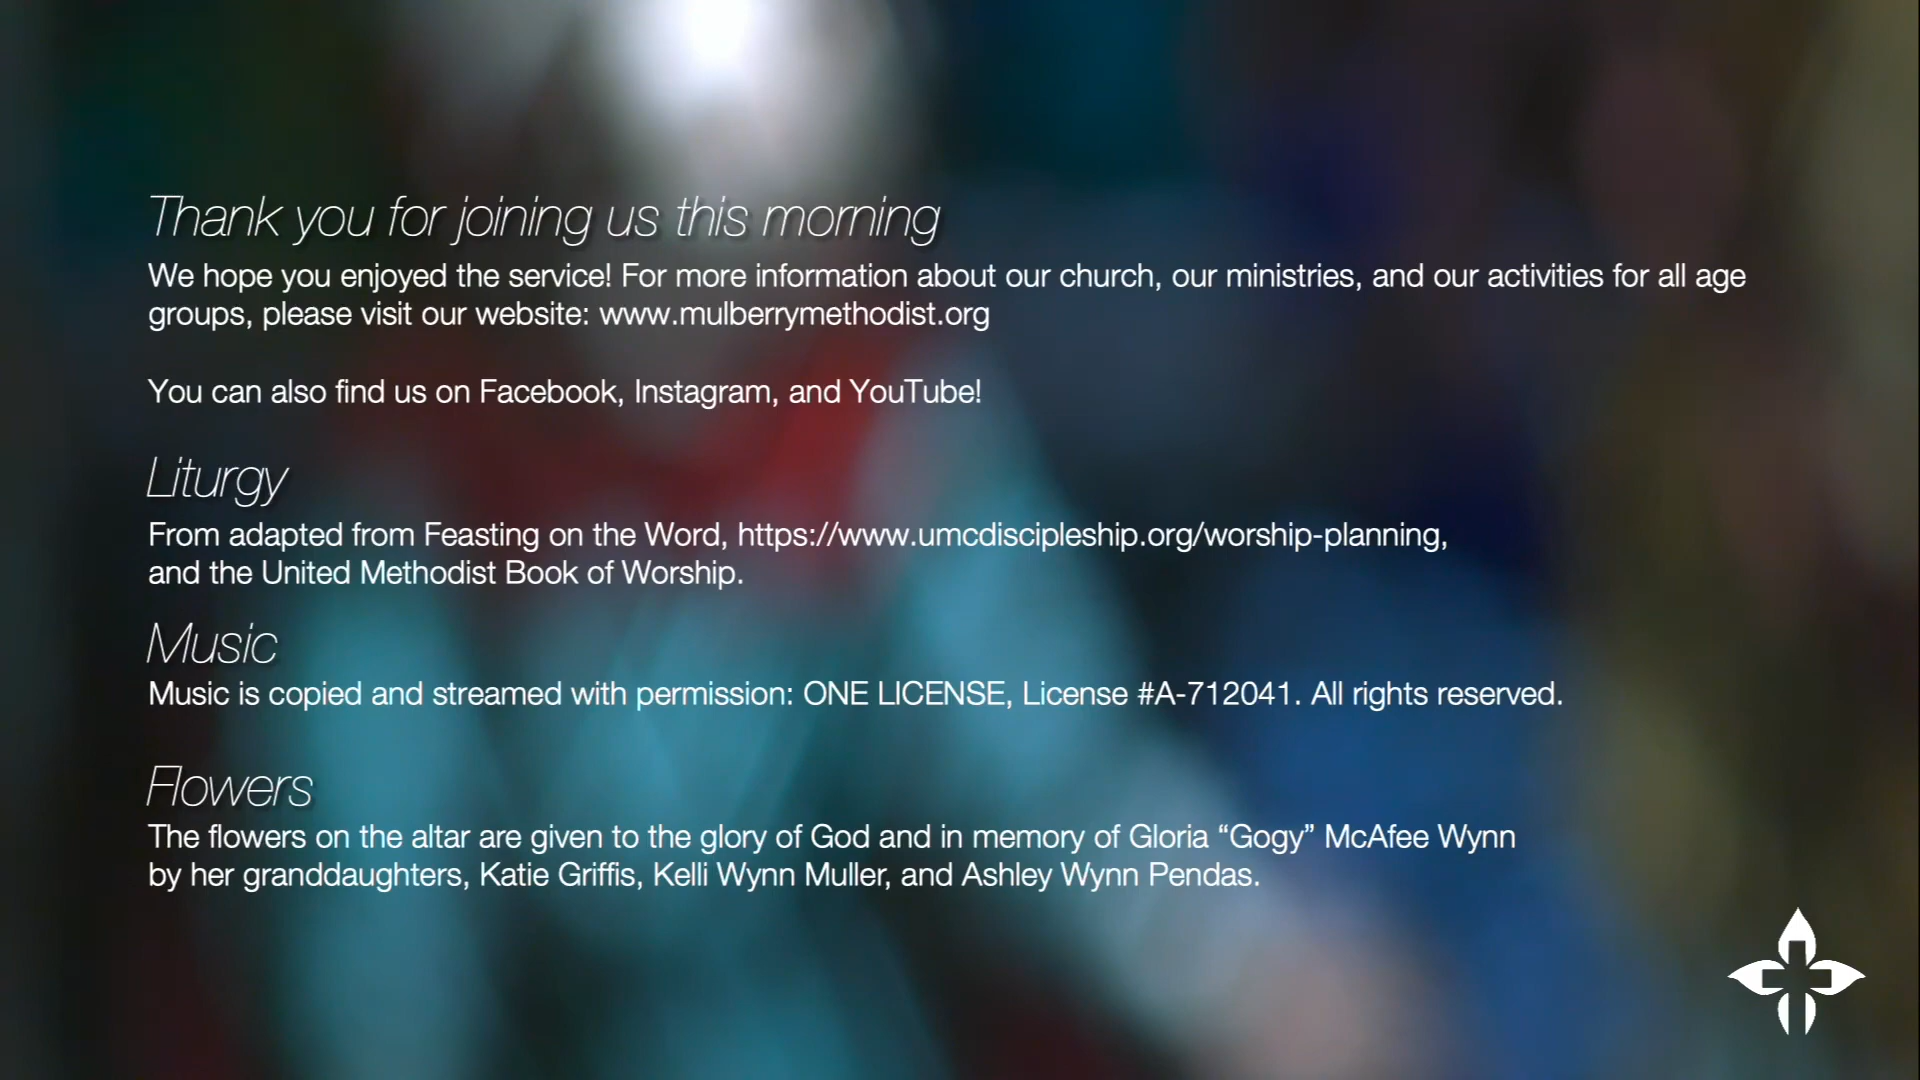 Thank you for joining us this morning
We hope you enjoyed the service! For more information about our church, our ministries, and our activities for all age
groups, please visit our website: www.mulberrymethodist.org
You can also find us on Facebook, Instagram, and YouTube!
Liturgy
From adapted from Feasting on the Word, https://www.umcdiscipleship.org/worship-planning,
and the United Methodist Book of Worship.
Music
Music is copied and streamed with permission: ONE LICENSE, License #A-712041. All rights reserved.
Flowers
The flowers on the altar are given to the glory of God and in memory of Gloria “Gogy” McAfee Wynn
by her granddaughters, Katie Griffis, Kelli Wynn Muller, and Ashley Wynn Pendas.